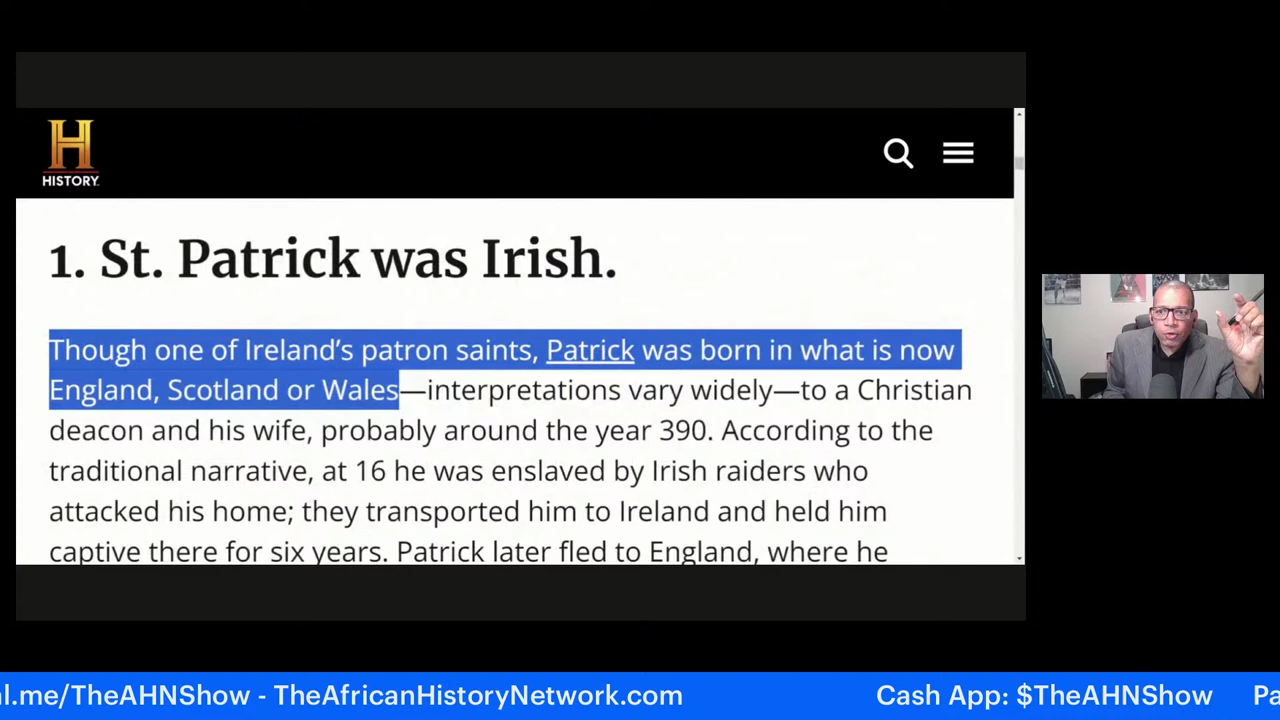 HISTORY
1. St. Patrick was Irish.
Though one of Ireland’s patron saints, Patrick was born in what is now
England, Scotland or Wales—interpretations vary widely—to a Christian
deacon and his wife, probably around the year 390. According to the
traditional narrative, at 16 he was enslaved by Irish raiders who
attacked his home; they transported him to Ireland and held him
captive there for six years. Patrick later fled to England, where he
l.me/TheAHNShow - TheAfricanHistoryNetwork.com Cash App: $TheAHNShow Pa